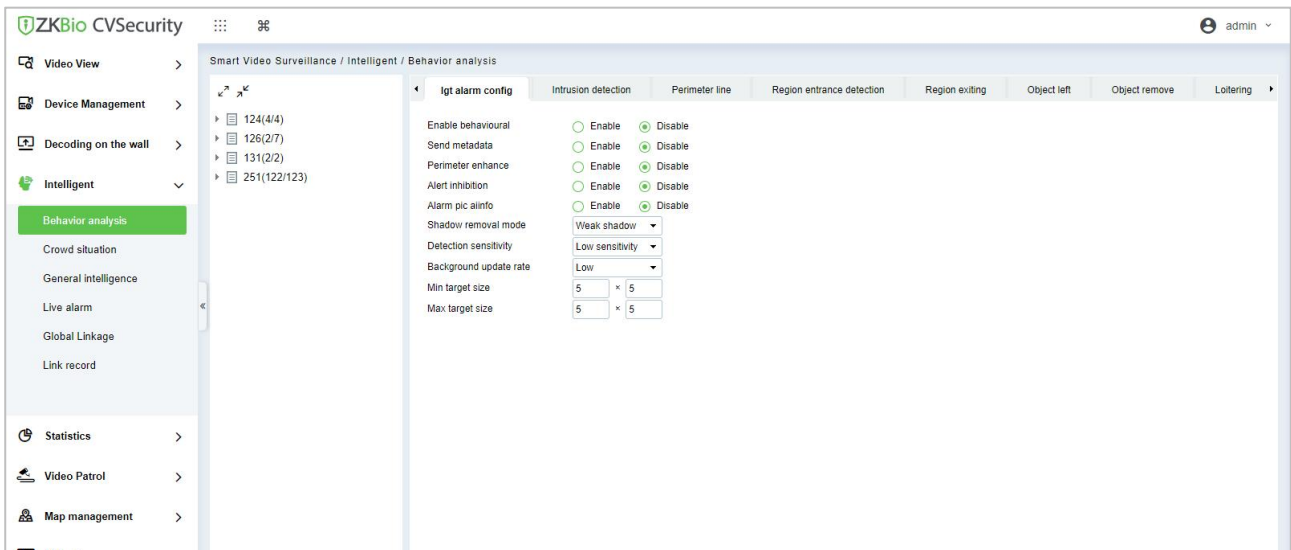 ZKBio CVSecurity
admin
Video View
Device Management
Decoding on the wall
Intelligent
Behavior analysis
Crowd situation
General intelligence
Live alarm
Global Linkage
Link record
Statistics
Video Patrol
Map management
Smart Video Surveillance / Intelligent / Behavior analysis
124(4/4)
126(2/7)
131(2/2)
251(122/123)
Igt alarm config Intrusion detection Perimeter line Region entrance detection Region exiting Object left Object remove Loitering
Enable behavioural Enable Disable
Send metadata Enable Disable
Perimeter enhance Enable Disable
Alert inhibition Enable Disable
Alarm pic aiinfo Enable Disable
Shadow removal mode Weak shadow
Detection sensitivity Low sensitivity
Background update rate Low
Min target size 5 × 5
Max target size 5 × 5